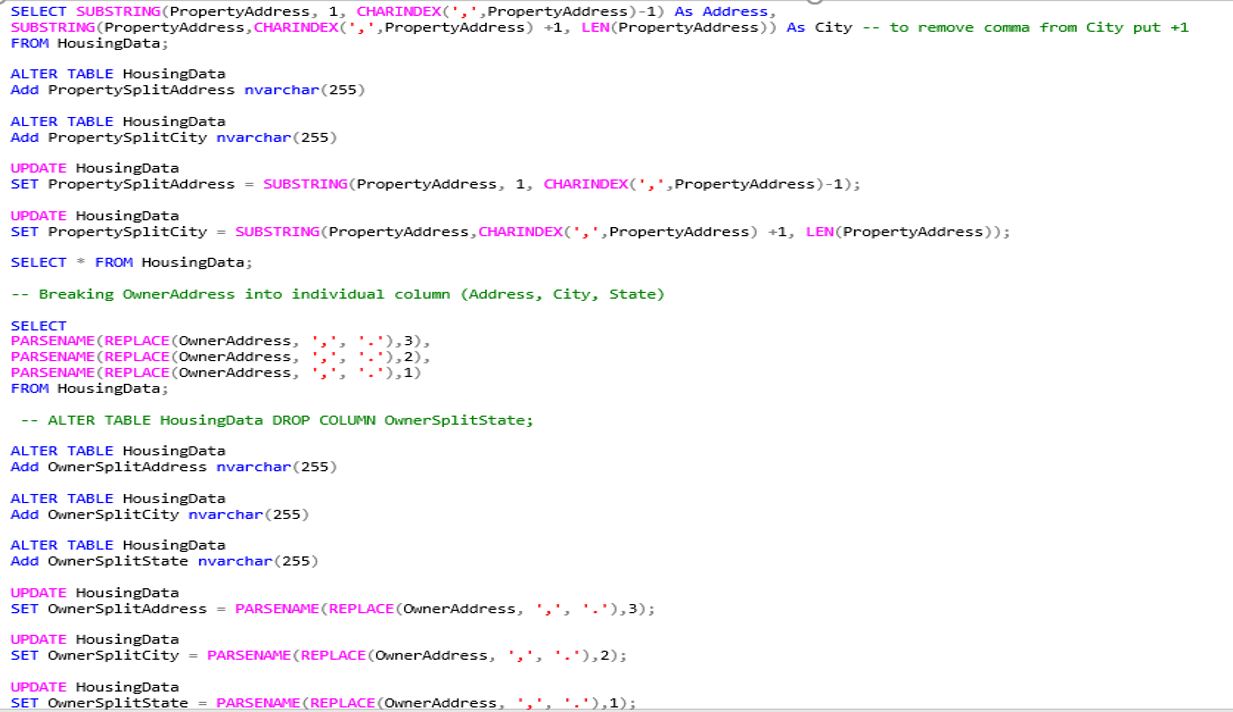 SELECT SUBSTRING(PropertyAddress, 1, CHARINDEX(',',PropertyAddress)-1) As Address,
SUBSTRING(PropertyAddress,CHARINDEX(',',PropertyAddress) +1, LEN(PropertyAddress)) As City -- to remove comma from City put +1
FROM HousingData;
ALTER TABLE HousingData
Add PropertySplitAddress nvarchar(255)
ALTER TABLE HousingData
Add PropertySplitCity nvarchar(255)
UPDATE HousingData
SET PropertySplitAddress = SUBSTRING(PropertyAddress, 1, CHARINDEX(',',PropertyAddress)-1);
UPDATE HousingData
SET PropertySplitCity = SUBSTRING(PropertyAddress,CHARINDEX(',',PropertyAddress) +1, LEN(PropertyAddress));
SELECT * FROM HousingData;
-- Breaking OwnerAddress into individual column (Address, City, State)
SELECT
PARSENAME(REPLACE(OwnerAddress, ',', '.'),3),
PARSENAME(REPLACE(OwnerAddress, ',', '.'),2),
PARSENAME(REPLACE(OwnerAddress, ',', '.'),1)
FROM HousingData;
-- ALTER TABLE HousingData DROP COLUMN OwnerSplitState;
ALTER TABLE HousingData
Add OwnerSplitAddress nvarchar(255)
ALTER TABLE HousingData
Add OwnerSplitCity nvarchar(255)
ALTER TABLE HousingData
Add OwnerSplitState nvarchar(255)
UPDATE HousingData
SET OwnerSplitAddress = PARSENAME(REPLACE(OwnerAddress, ',', '.'),3);
UPDATE HousingData
SET OwnerSplitCity = PARSENAME(REPLACE(OwnerAddress, ',', '.'),2);
UPDATE HousingData
SET OwnerSplitState = PARSENAME(REPLACE(OwnerAddress, ',', '.'),1);